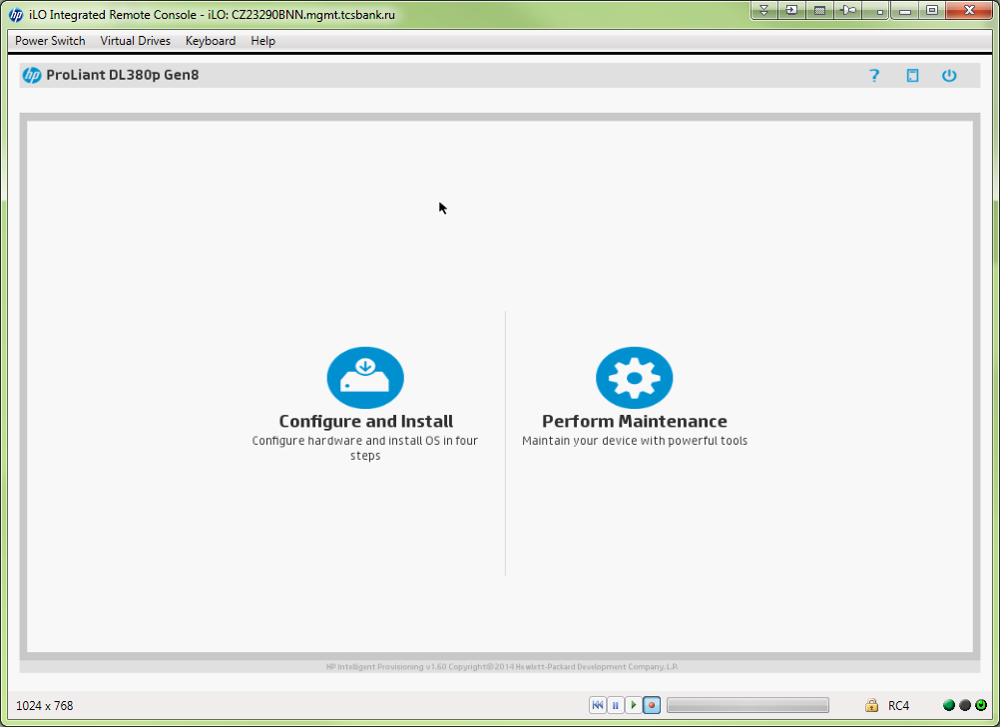 iLO Integrated Remote Console - iLO: CZ23290BNN.mgmt.tcsbank.ru
Power Switch Virtual Drives Keyboard Help
hp ProLiant DL380p Gen8 ?
Configure and Install
Configure hardware and install OS in four
steps
Perform Maintenance
Maintain your device with powerful tools
HP Intelligent Provisioning v1.60 Copyright© 2014 Hewlett-Packard Development Company, L.P.
1024 x 768 RC4